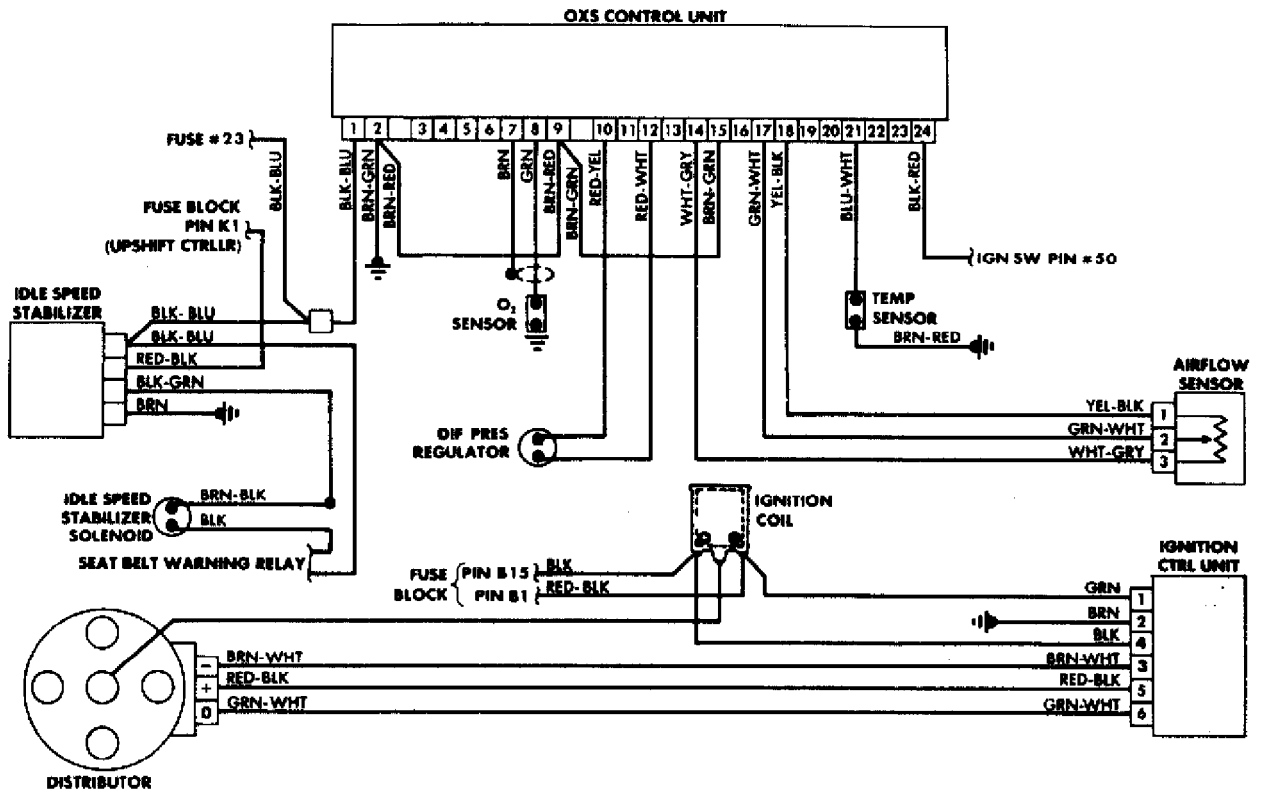 OXS CONTROL UNIT
1 2 3 4 5 6 7 8 9 10 11 12 13 14 15 16 17 18 19 20 21 22 23 24
FUSE #23
BLK-BLU
BLK-BLU
BRN-GRN
BRN-RED
BRN
GRN
BRN-RED
BRN-GRN
RED-YEL
RED-WHT
WHT-GRY
BRN-GRN
GRN-WHT
YEL-BLK
BLU-WHT
BLK-RED
FUSE BLOCK
PIN K1
(UPSHIFT CTRLLR)
IGN SW PIN #50
IDLE SPEED
STABILIZER
BLK-BLU
BLK-BLU
RED-BLK
BLK-GRN
BRN
O2
SENSOR
TEMP
SENSOR
BRN-RED
AIRFLOW
SENSOR
YEL-BLK 1
GRN-WHT 2
WHT-GRY 3
DIF PRES
REGULATOR
IDLE SPEED
STABILIZER
SOLENOID
BRN-BLK
BLK
SEAT BELT WARNING RELAY
IGNITION
COIL
FUSE
BLOCK
PIN B15
BLK
PIN B1
RED-BLK
IGNITION
CTRL UNIT
GRN 1
BRN 2
BLK 4
- BRN-WHT BRN-WHT 3
+ RED-BLK RED-BLK 5
0 GRN-WHT GRN-WHT 6
DISTRIBUTOR